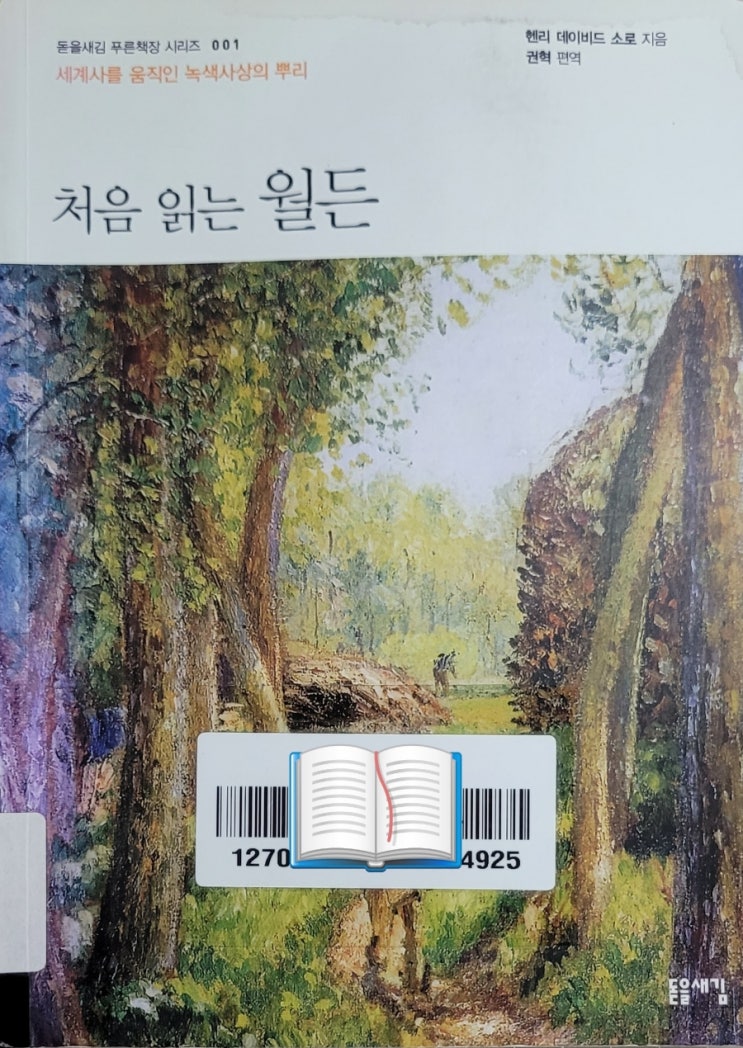 돋을새김 푸른책장 시리즈 001
세계사를 움직인 녹색사상의 뿌리
헨리 데이비드 소로 지음
권혁 편역
처음 읽는 월든
1270 4925
돋을새김